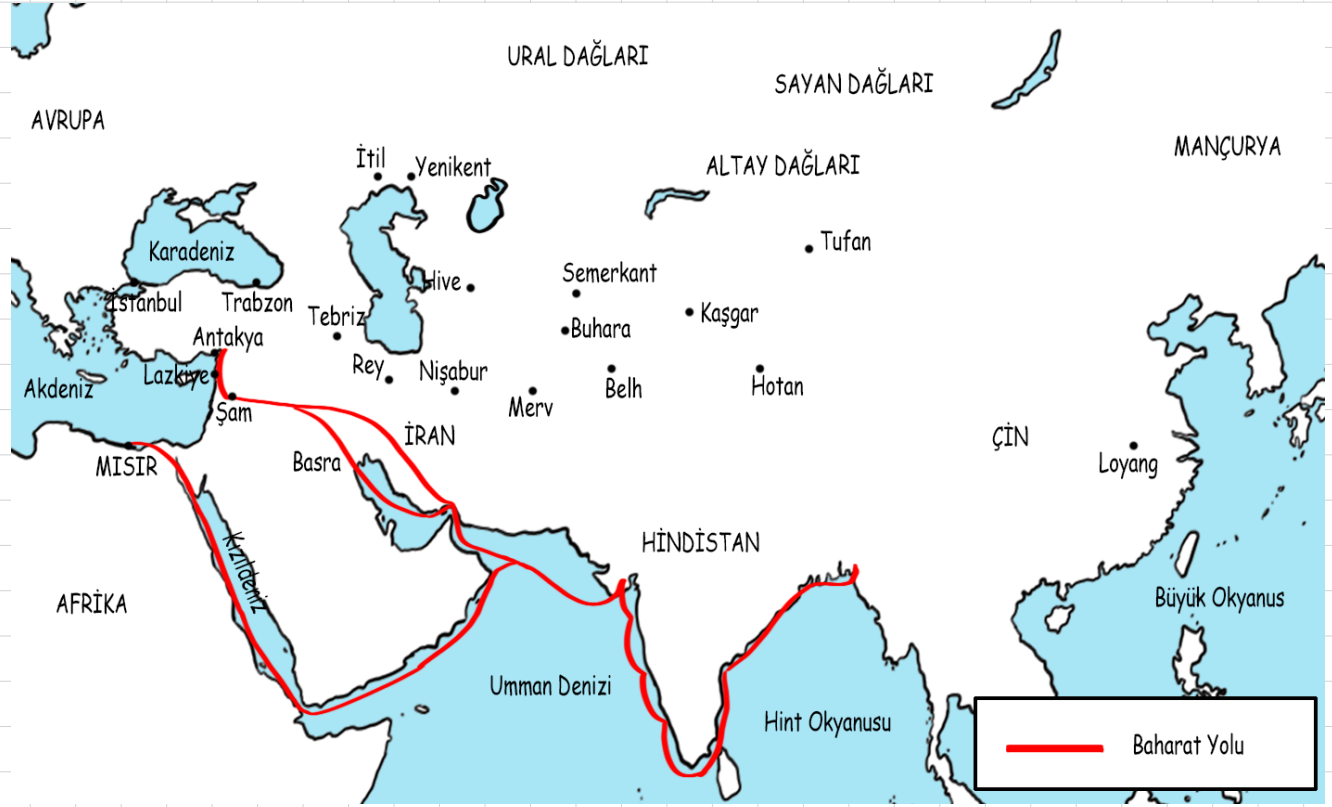 URAL DAĞLARI
SAYAN DAĞLARI
AVRUPA
MANÇURYA
İtil
Yenikent
ALTAY DAĞLARI
Karadeniz
Tufan
Hive
Semerkant
İstanbul
Trabzon
Tebriz
Kaşgar
Buhara
Antakya
Rey
Nişabur
Lazkiye
Akdeniz
Belh
Hotan
Merv
Şam
İRAN
ÇİN
Basra
MISIR
Loyang
HİNDİSTAN
Kızıldeniz
AFRİKA
Büyük Okyanus
Umman Denizi
Hint Okyanusu
Baharat Yolu